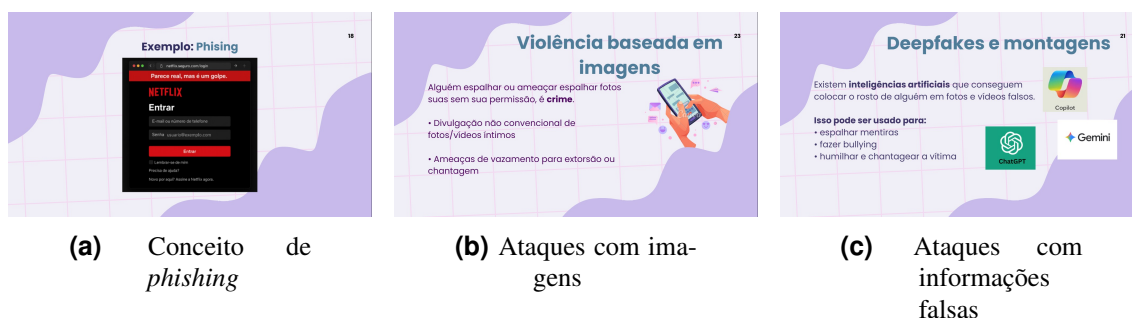 18
Exemplo: Phising
netflix.seguro.com/login
Parece real, mas é um golpe.
NETFLIX
Entrar
E-mail ou número de telefone
Senha usuario@exemplo.com
Entrar
Lembrar-se de mim
Precisa de ajuda?
Novo por aqui? Assine a Netflix agora.
(a) Conceito de
phishing
23
Violência baseada em
imagens
Alguém espalhar ou ameaçar espalhar fotos
suas sem sua permissão, é crime.
• Divulgação não convencional de
fotos/vídeos íntimos
• Ameaças de vazamento para extorsão ou
chantagem
(b) Ataques com ima-
gens
21
Deepfakes e montagens
Existem inteligências artificiais que conseguem
colocar o rosto de alguém em fotos e vídeos falsos.
Isso pode ser usado para:
• espalhar mentiras
• fazer bullying
• humilhar e chantagear a vítima
Copilot
ChatGPT
Gemini
(c) Ataques com
informações
falsas